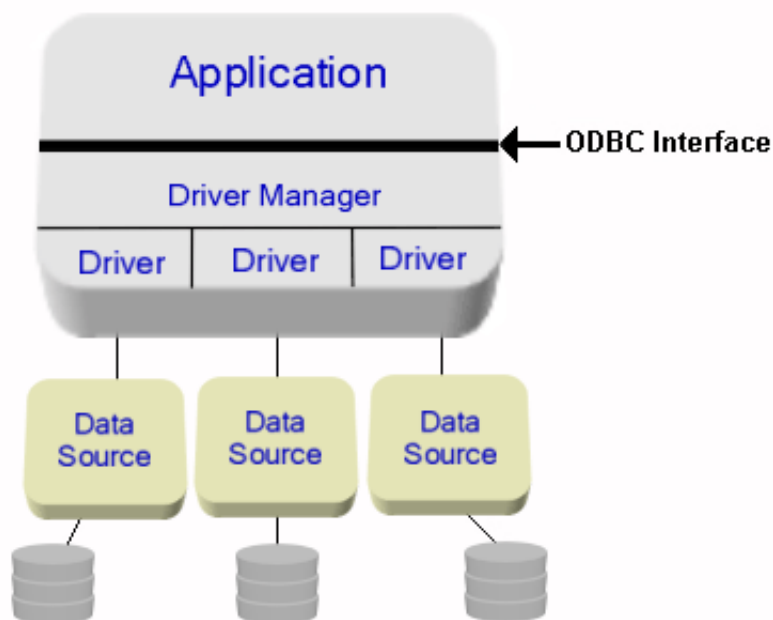 Application
ODBC Interface
Driver Manager
Driver Driver Driver
Data Data Data
Source Source Source